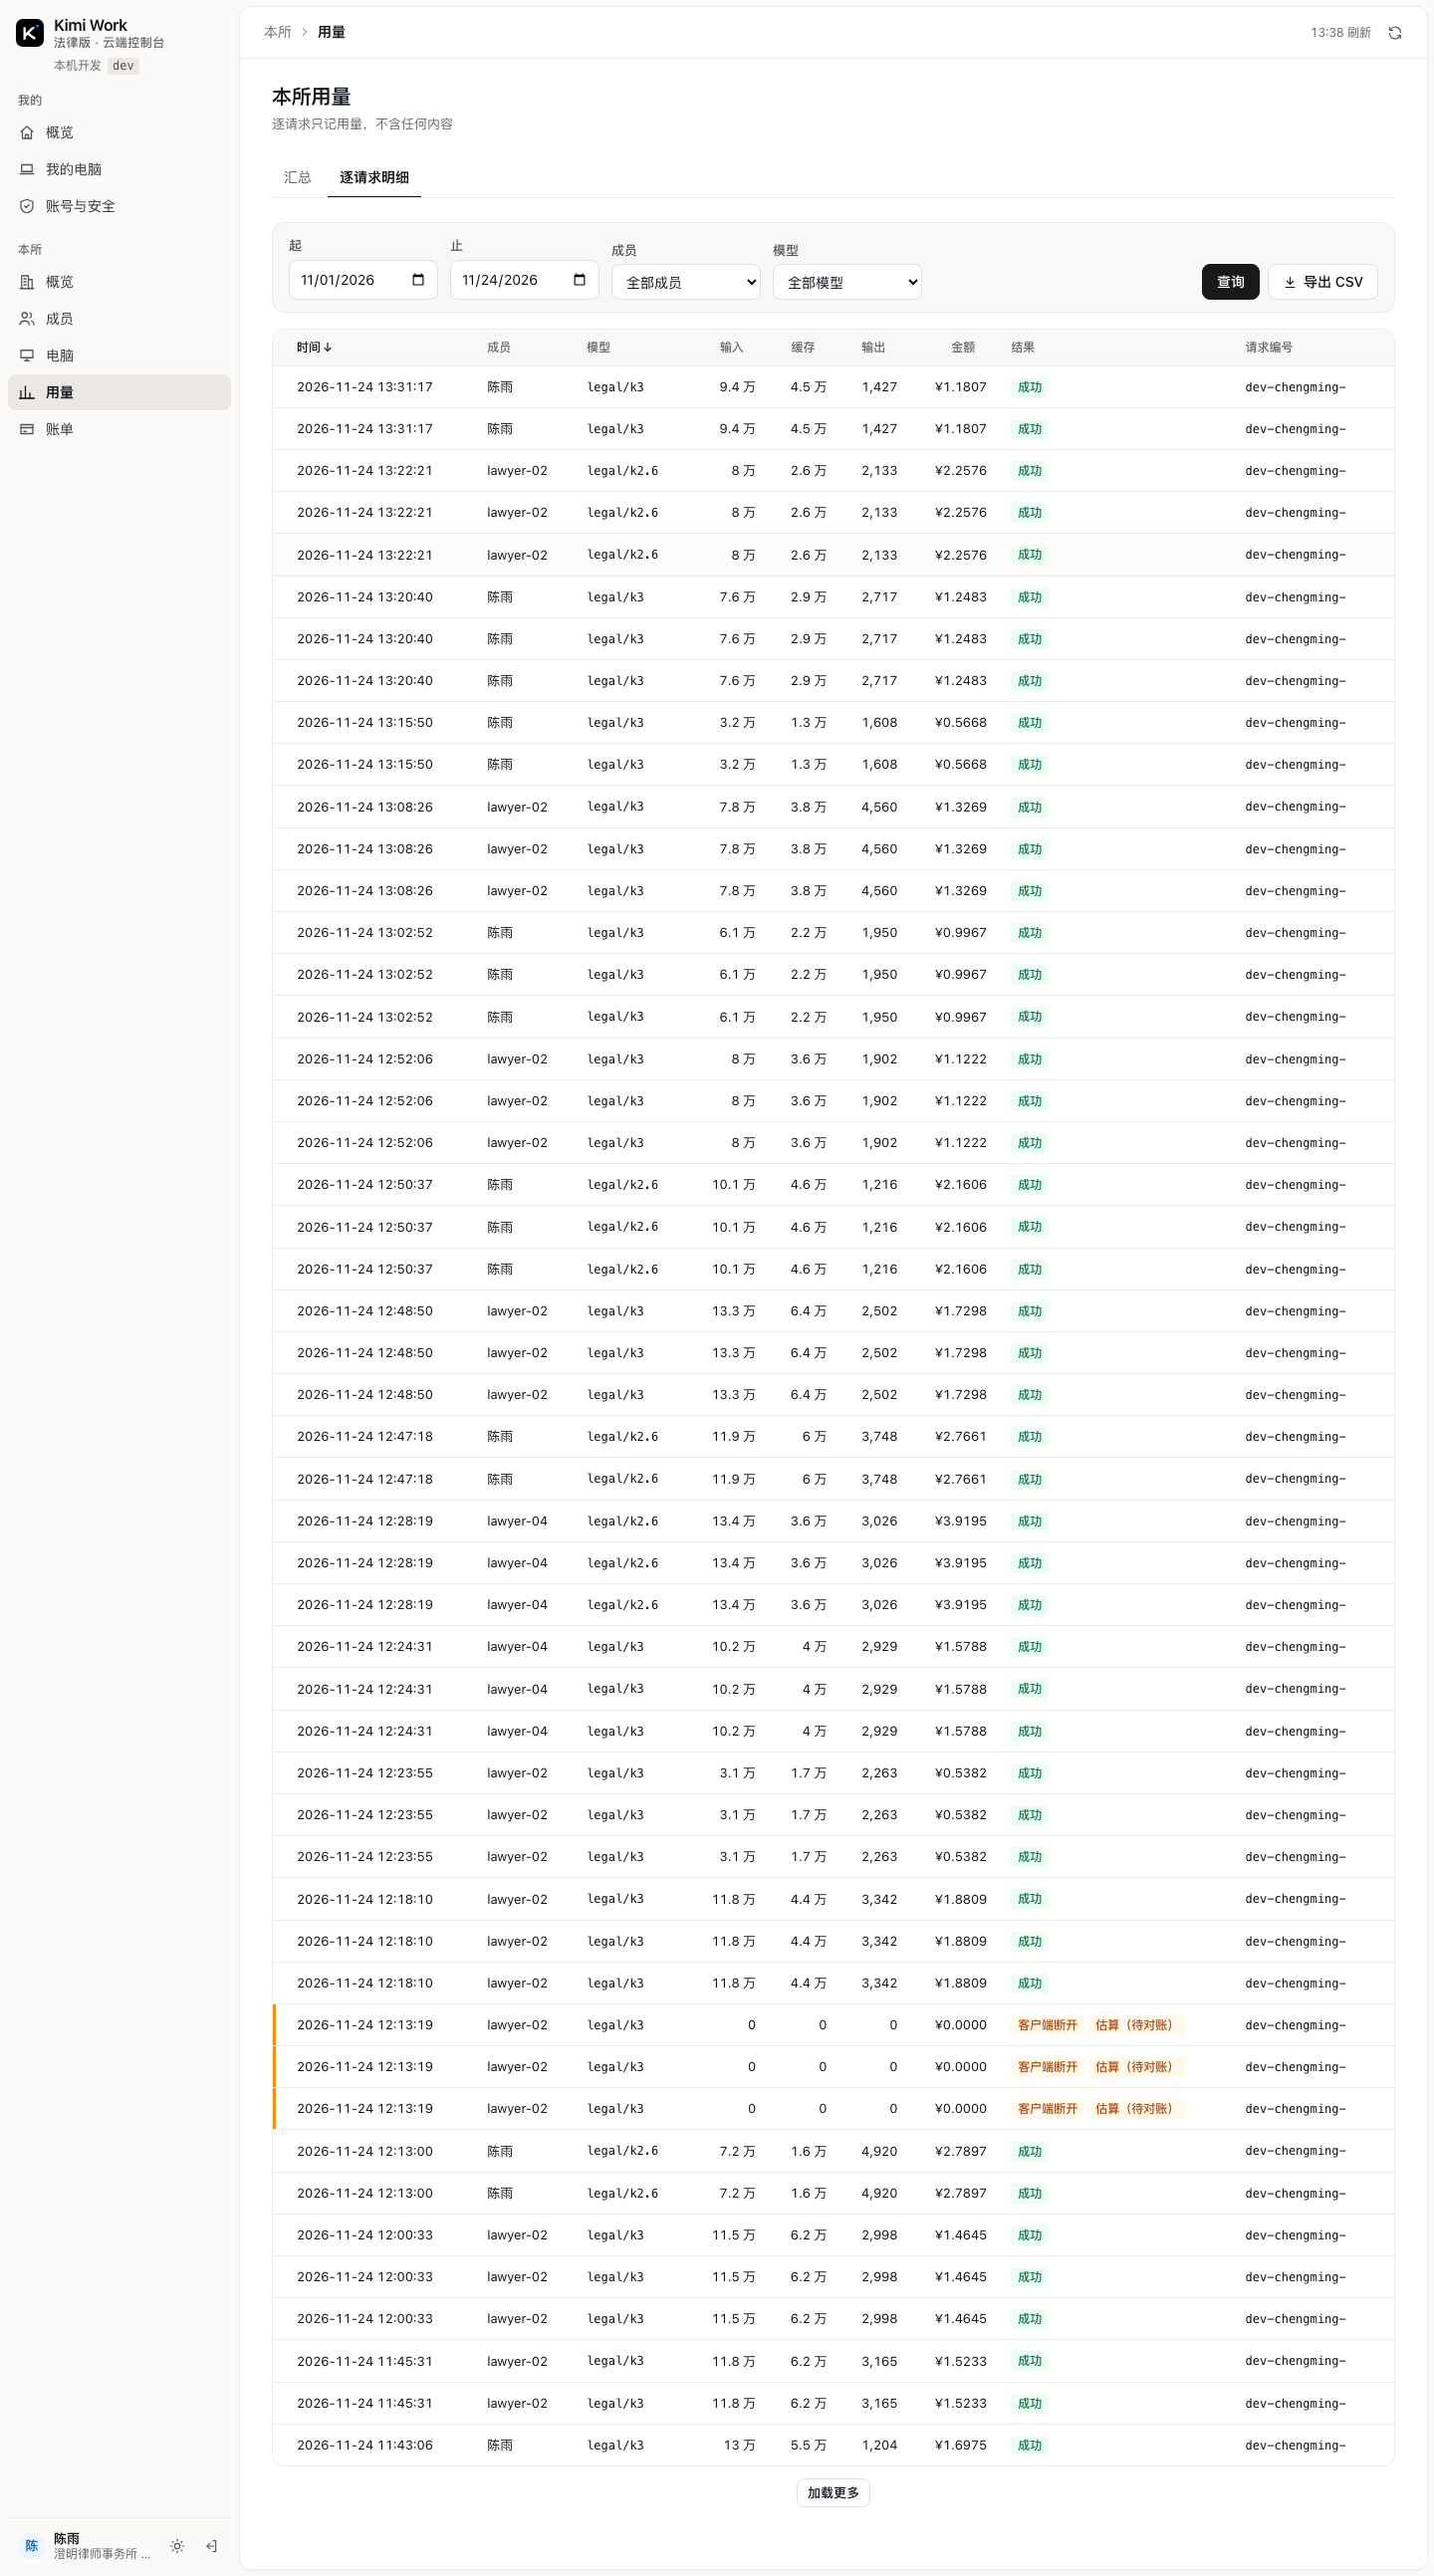 Kimi Work
法律版 · 云端控制台
本机开发 dev
我的
概览
我的电脑
账号与安全
本所
概览
成员
电脑
用量
账单
本所 > 用量
13:38 刷新
本所用量
逐请求只记用量，不含任何内容
汇总 逐请求明细
起 止 成员 模型
11/01/2026 11/24/2026 全部成员 全部模型 查询 导出 CSV
时间↓ 成员 模型 输入 缓存 输出 金额 结果 请求编号
2026-11-24 13:31:17 陈雨 legal/k3 9.4 万 4.5 万 1,427 ¥1.1807 成功 dev-chengming-
2026-11-24 13:31:17 陈雨 legal/k3 9.4 万 4.5 万 1,427 ¥1.1807 成功 dev-chengming-
2026-11-24 13:22:21 lawyer-02 legal/k2.6 8 万 2.6 万 2,133 ¥2.2576 成功 dev-chengming-
2026-11-24 13:22:21 lawyer-02 legal/k2.6 8 万 2.6 万 2,133 ¥2.2576 成功 dev-chengming-
2026-11-24 13:22:21 lawyer-02 legal/k2.6 8 万 2.6 万 2,133 ¥2.2576 成功 dev-chengming-
2026-11-24 13:20:40 陈雨 legal/k3 7.6 万 2.9 万 2,717 ¥1.2483 成功 dev-chengming-
2026-11-24 13:20:40 陈雨 legal/k3 7.6 万 2.9 万 2,717 ¥1.2483 成功 dev-chengming-
2026-11-24 13:20:40 陈雨 legal/k3 7.6 万 2.9 万 2,717 ¥1.2483 成功 dev-chengming-
2026-11-24 13:15:50 陈雨 legal/k3 3.2 万 1.3 万 1,608 ¥0.5668 成功 dev-chengming-
2026-11-24 13:15:50 陈雨 legal/k3 3.2 万 1.3 万 1,608 ¥0.5668 成功 dev-chengming-
2026-11-24 13:08:26 lawyer-02 legal/k3 7.8 万 3.8 万 4,560 ¥1.3269 成功 dev-chengming-
2026-11-24 13:08:26 lawyer-02 legal/k3 7.8 万 3.8 万 4,560 ¥1.3269 成功 dev-chengming-
2026-11-24 13:08:26 lawyer-02 legal/k3 7.8 万 3.8 万 4,560 ¥1.3269 成功 dev-chengming-
2026-11-24 13:02:52 陈雨 legal/k3 6.1 万 2.2 万 1,950 ¥0.9967 成功 dev-chengming-
2026-11-24 13:02:52 陈雨 legal/k3 6.1 万 2.2 万 1,950 ¥0.9967 成功 dev-chengming-
2026-11-24 13:02:52 陈雨 legal/k3 6.1 万 2.2 万 1,950 ¥0.9967 成功 dev-chengming-
2026-11-24 12:52:06 lawyer-02 legal/k3 8 万 3.6 万 1,902 ¥1.1222 成功 dev-chengming-
2026-11-24 12:52:06 lawyer-02 legal/k3 8 万 3.6 万 1,902 ¥1.1222 成功 dev-chengming-
2026-11-24 12:52:06 lawyer-02 legal/k3 8 万 3.6 万 1,902 ¥1.1222 成功 dev-chengming-
2026-11-24 12:50:37 陈雨 legal/k2.6 10.1 万 4.6 万 1,216 ¥2.1606 成功 dev-chengming-
2026-11-24 12:50:37 陈雨 legal/k2.6 10.1 万 4.6 万 1,216 ¥2.1606 成功 dev-chengming-
2026-11-24 12:50:37 陈雨 legal/k2.6 10.1 万 4.6 万 1,216 ¥2.1606 成功 dev-chengming-
2026-11-24 12:48:50 lawyer-02 legal/k3 13.3 万 6.4 万 2,502 ¥1.7298 成功 dev-chengming-
2026-11-24 12:48:50 lawyer-02 legal/k3 13.3 万 6.4 万 2,502 ¥1.7298 成功 dev-chengming-
2026-11-24 12:48:50 lawyer-02 legal/k3 13.3 万 6.4 万 2,502 ¥1.7298 成功 dev-chengming-
2026-11-24 12:47:18 陈雨 legal/k2.6 11.9 万 6 万 3,748 ¥2.7661 成功 dev-chengming-
2026-11-24 12:47:18 陈雨 legal/k2.6 11.9 万 6 万 3,748 ¥2.7661 成功 dev-chengming-
2026-11-24 12:28:19 lawyer-04 legal/k2.6 13.4 万 3.6 万 3,026 ¥3.9195 成功 dev-chengming-
2026-11-24 12:28:19 lawyer-04 legal/k2.6 13.4 万 3.6 万 3,026 ¥3.9195 成功 dev-chengming-
2026-11-24 12:28:19 lawyer-04 legal/k2.6 13.4 万 3.6 万 3,026 ¥3.9195 成功 dev-chengming-
2026-11-24 12:24:31 lawyer-04 legal/k3 10.2 万 4 万 2,929 ¥1.5788 成功 dev-chengming-
2026-11-24 12:24:31 lawyer-04 legal/k3 10.2 万 4 万 2,929 ¥1.5788 成功 dev-chengming-
2026-11-24 12:24:31 lawyer-04 legal/k3 10.2 万 4 万 2,929 ¥1.5788 成功 dev-chengming-
2026-11-24 12:23:55 lawyer-02 legal/k3 3.1 万 1.7 万 2,263 ¥0.5382 成功 dev-chengming-
2026-11-24 12:23:55 lawyer-02 legal/k3 3.1 万 1.7 万 2,263 ¥0.5382 成功 dev-chengming-
2026-11-24 12:23:55 lawyer-02 legal/k3 3.1 万 1.7 万 2,263 ¥0.5382 成功 dev-chengming-
2026-11-24 12:18:10 lawyer-02 legal/k3 11.8 万 4.4 万 3,342 ¥1.8809 成功 dev-chengming-
2026-11-24 12:18:10 lawyer-02 legal/k3 11.8 万 4.4 万 3,342 ¥1.8809 成功 dev-chengming-
2026-11-24 12:18:10 lawyer-02 legal/k3 11.8 万 4.4 万 3,342 ¥1.8809 成功 dev-chengming-
2026-11-24 12:13:19 lawyer-02 legal/k3 0 0 0 ¥0.0000 客户端断开 估算（待对账） dev-chengming-
2026-11-24 12:13:19 lawyer-02 legal/k3 0 0 0 ¥0.0000 客户端断开 估算（待对账） dev-chengming-
2026-11-24 12:13:19 lawyer-02 legal/k3 0 0 0 ¥0.0000 客户端断开 估算（待对账） dev-chengming-
2026-11-24 12:13:00 陈雨 legal/k2.6 7.2 万 1.6 万 4,920 ¥2.7897 成功 dev-chengming-
2026-11-24 12:13:00 陈雨 legal/k2.6 7.2 万 1.6 万 4,920 ¥2.7897 成功 dev-chengming-
2026-11-24 12:00:33 lawyer-02 legal/k3 11.5 万 6.2 万 2,998 ¥1.4645 成功 dev-chengming-
2026-11-24 12:00:33 lawyer-02 legal/k3 11.5 万 6.2 万 2,998 ¥1.4645 成功 dev-chengming-
2026-11-24 12:00:33 lawyer-02 legal/k3 11.5 万 6.2 万 2,998 ¥1.4645 成功 dev-chengming-
2026-11-24 11:45:31 lawyer-02 legal/k3 11.8 万 6.2 万 3,165 ¥1.5233 成功 dev-chengming-
2026-11-24 11:45:31 lawyer-02 legal/k3 11.8 万 6.2 万 3,165 ¥1.5233 成功 dev-chengming-
2026-11-24 11:43:06 陈雨 legal/k3 13 万 5.5 万 1,204 ¥1.6975 成功 dev-chengming-
加载更多
陈 陈雨
澄明律师事务所 ...